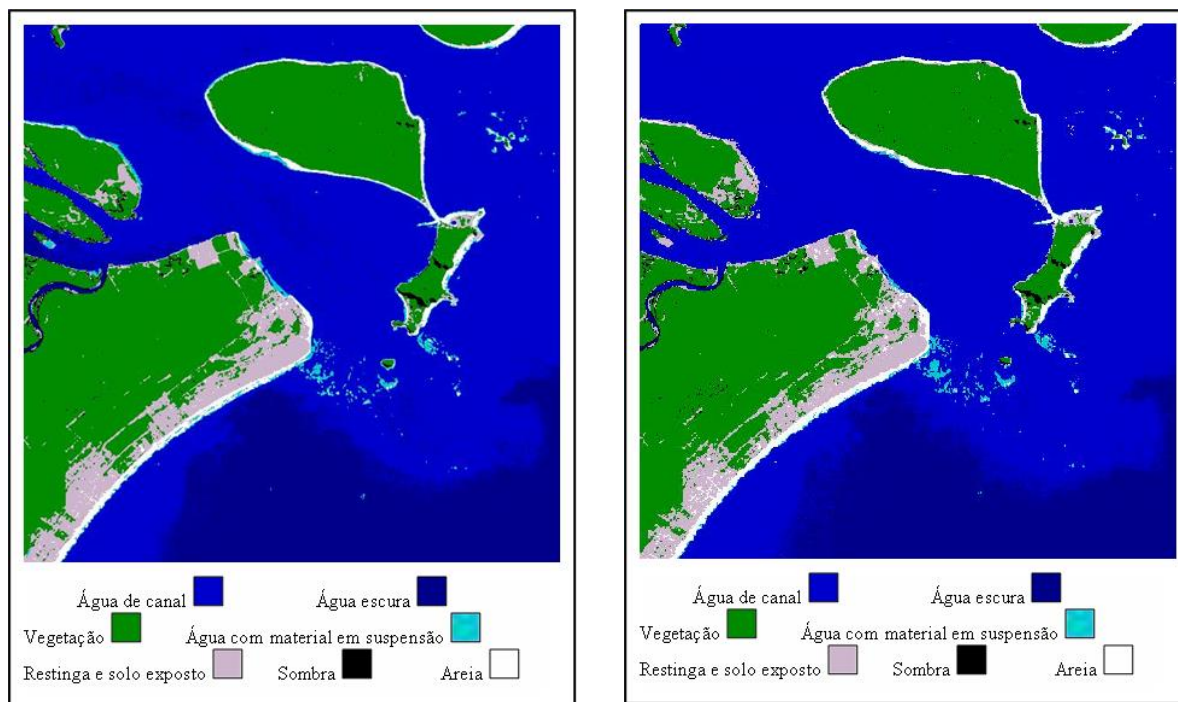 Água de canal Água escura
Vegetação Água com material em suspensão
Restinga e solo exposto Sombra Areia
Água de canal Água escura
Vegetação Água com material em suspensão
Restinga e solo exposto Sombra Areia